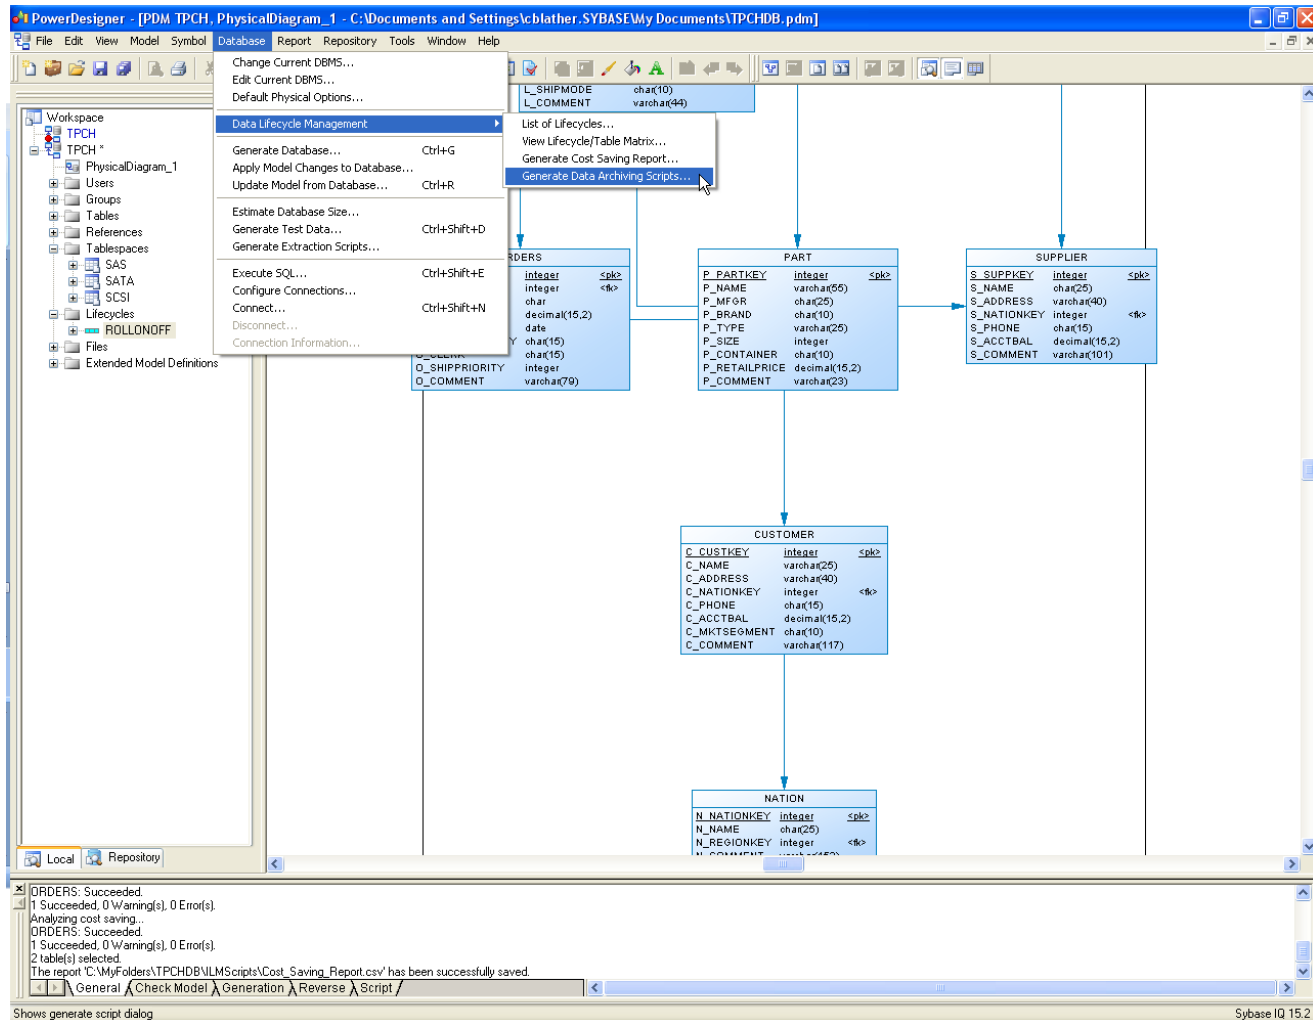 PowerDesigner - [PDM TPCH, PhysicalDiagram_1 - C:\Documents and Settings\cblather.SYBASE\My Documents\TPCHDB.pdm]
File Edit View Model Symbol Database Report Repository Tools Window Help
Change Current DBMS...
Edit Current DBMS...
Default Physical Options...
Data Lifecycle Management
Generate Database... Ctrl+G
Apply Model Changes to Database...
Update Model from Database... Ctrl+R
Estimate Database Size...
Generate Test Data... Ctrl+Shift+D
Generate Extraction Scripts...
Execute SQL... Ctrl+Shift+E
Configure Connections...
Connect... Ctrl+Shift+N
Disconnect...
Connection Information...
List of Lifecycles...
View Lifecycle/Table Matrix...
Generate Cost Saving Report...
Generate Data Archiving Scripts...
Workspace
TPCH
TPCH *
PhysicalDiagram_1
Users
Groups
Tables
References
Tablespaces
SAS
SATA
SCSI
Lifecycles
ROLLONOFF
Files
Extended Model Definitions
Local Repository
L_SHIPMODE char(10)
L_COMMENT varchar(44)
RDERS
integer <pk>
integer <fk>
char
decimal(15,2)
date
Y char(15)
O_CLERK char(15)
O_SHIPPRIORITY integer
O_COMMENT varchar(79)
PART
P_PARTKEY integer <pk>
P_NAME varchar(55)
P_MFGR char(25)
P_BRAND char(10)
P_TYPE varchar(25)
P_SIZE integer
P_CONTAINER char(10)
P_RETAILPRICE decimal(15,2)
P_COMMENT varchar(23)
SUPPLIER
S_SUPPKEY integer <pk>
S_NAME char(25)
S_ADDRESS varchar(40)
S_NATIONKEY integer <fk>
S_PHONE char(15)
S_ACCTBAL decimal(15,2)
S_COMMENT varchar(101)
CUSTOMER
C_CUSTKEY integer <pk>
C_NAME varchar(25)
C_ADDRESS varchar(40)
C_NATIONKEY integer <fk>
C_PHONE char(15)
C_ACCTBAL decimal(15,2)
C_MKTSEGMENT char(10)
C_COMMENT varchar(117)
NATION
N_NATIONKEY integer <pk>
N_NAME char(25)
N_REGIONKEY integer <fk>
N_COMMENT varchar(152)
ORDERS: Succeeded.
1 Succeeded, 0 Warning(s), 0 Error(s).
Analyzing cost saving...
ORDERS: Succeeded.
1 Succeeded, 0 Warning(s), 0 Error(s).
2 table(s) selected.
The report 'C:\MyFolders\TPCHDB\ILMScripts\Cost_Saving_Report.csv' has been successfully saved.
General Check Model Generation Reverse Script
Shows generate script dialog Sybase IQ 15.2